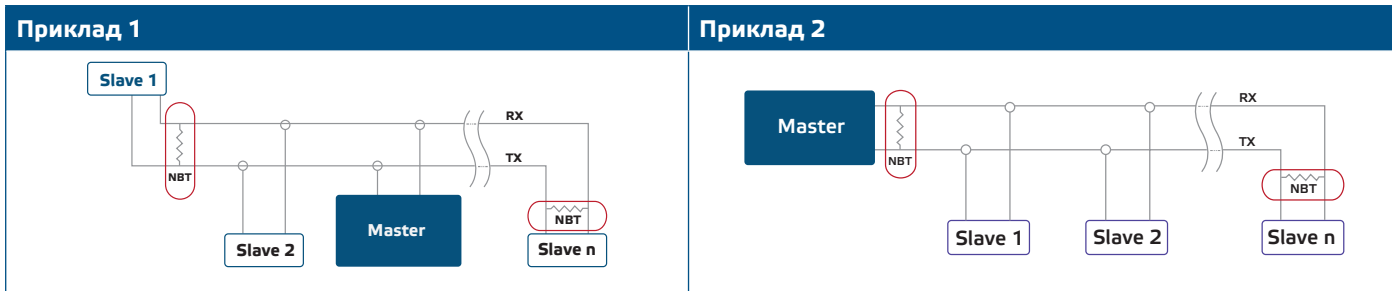 Приклад 1
Slave 1
RX
TX
NBT
NBT
Master
Slave 2
Slave n
Приклад 2
Master
RX
TX
NBT
NBT
Slave 1
Slave 2
Slave n